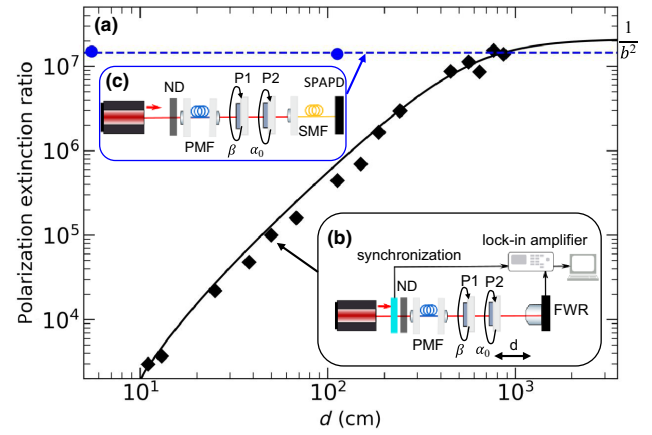 (a)
1
b²
10⁷
(c)
ND
P1
P2
SPAPD
PMF
β
α₀
SMF
10⁶
Polarization extinction ratio
10⁵
(b)
lock-in amplifier
synchronization
ND
P1
P2
FWR
PMF
β
α₀
d
10⁴
10¹
10²
10³
d (cm)